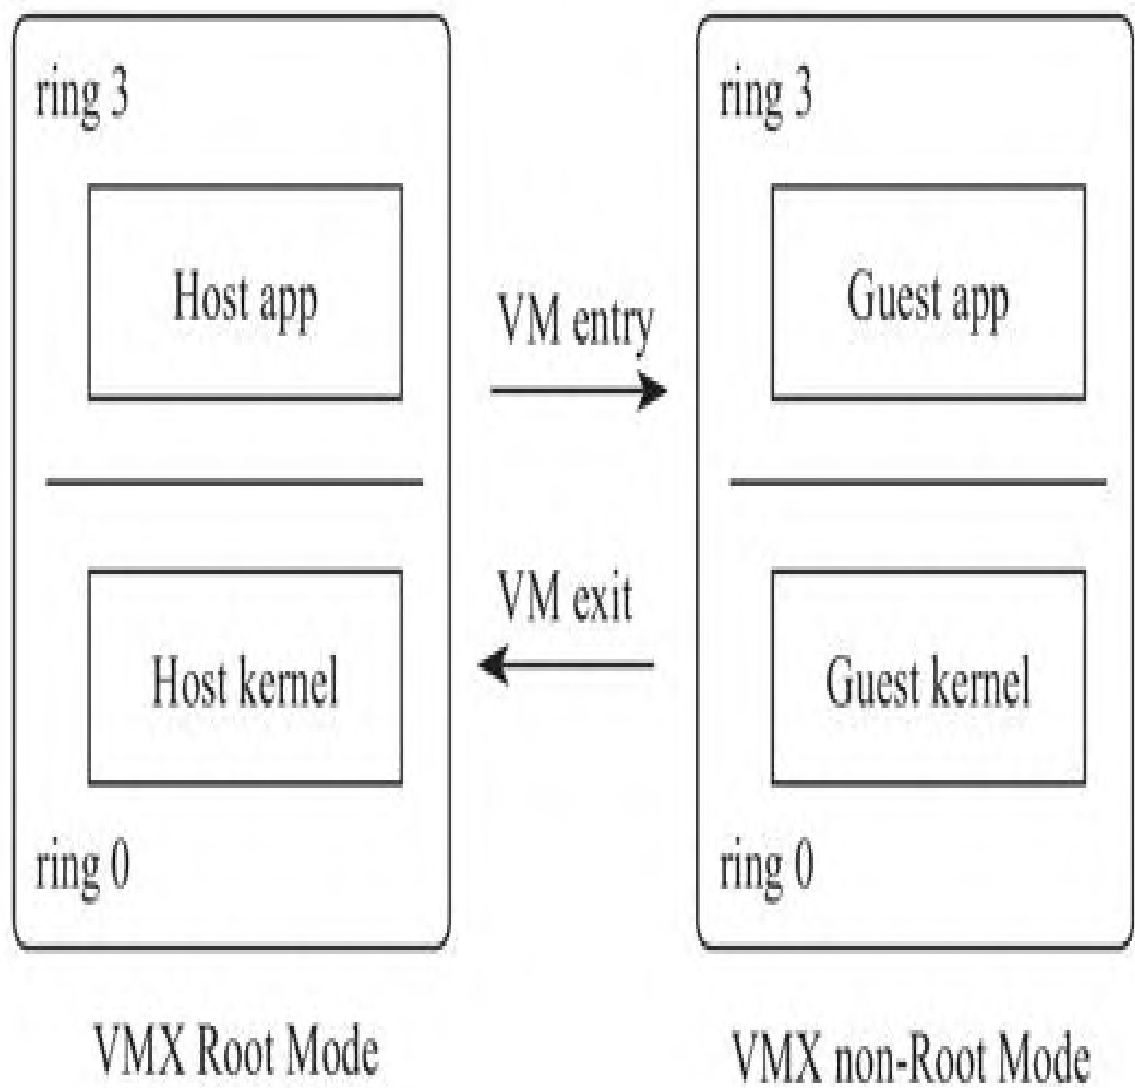 ring 3
Host app
Host kernel
ring 0
VMX Root Mode
VM entry
VM exit
ring 3
Guest app
Guest kernel
ring 0
VMX non-Root Mode